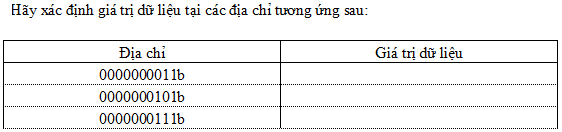 Hãy xác định giá trị dữ liệu tại các địa chỉ tương ứng sau:
Địa chỉ Giá trị dữ liệu
0000000011b
0000000101b
0000000111b